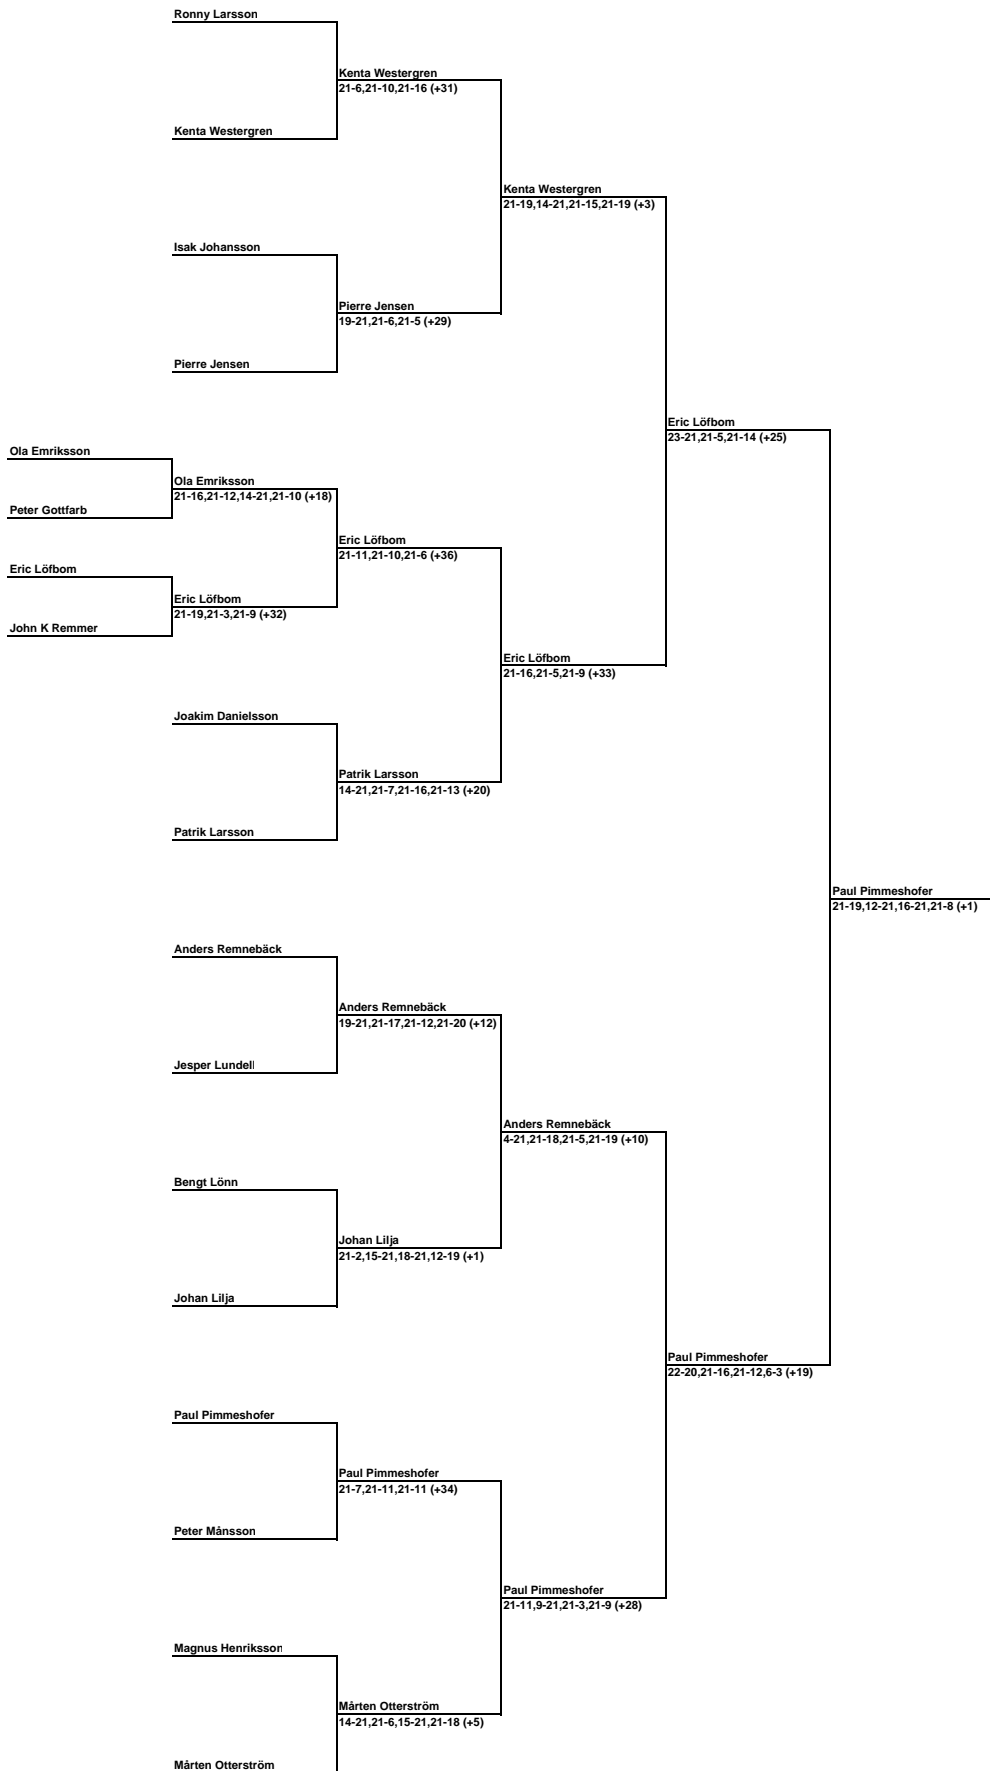 Ronny Larsson
Kenta Westergren
21-6,21-10,21-16 (+31)
Kenta Westergren
Kenta Westergren
21-19,14-21,21-15,21-19 (+3)
Isak Johansson
Pierre Jensen
19-21,21-6,21-5 (+29)
Pierre Jensen
Eric Löfbom
23-21,21-5,21-14 (+25)
Ola Emriksson
Ola Emriksson
21-16,21-12,14-21,21-10 (+18)
Peter Gottfarb
Eric Löfbom
21-11,21-10,21-6 (+36)
Eric Löfbom
Eric Löfbom
21-19,21-3,21-9 (+32)
John K Remmer
Eric Löfbom
21-16,21-5,21-9 (+33)
Joakim Danielsson
Patrik Larsson
14-21,21-7,21-16,21-13 (+20)
Patrik Larsson
Paul Pimmeshofer
21-19,12-21,16-21,21-8 (+1)
Anders Remnebäck
Anders Remnebäck
19-21,21-17,21-12,21-20 (+12)
Jesper Lundell
Anders Remnebäck
4-21,21-18,21-5,21-19 (+10)
Bengt Lönn
Johan Lilja
21-2,15-21,18-21,12-19 (+1)
Johan Lilja
Paul Pimmeshofer
22-20,21-16,21-12,6-3 (+19)
Paul Pimmeshofer
Paul Pimmeshofer
21-7,21-11,21-11 (+34)
Peter Månsson
Paul Pimmeshofer
21-11,9-21,21-3,21-9 (+28)
Magnus Henriksson
Mårten Otterström
14-21,21-6,15-21,21-18 (+5)
Mårten Otterström